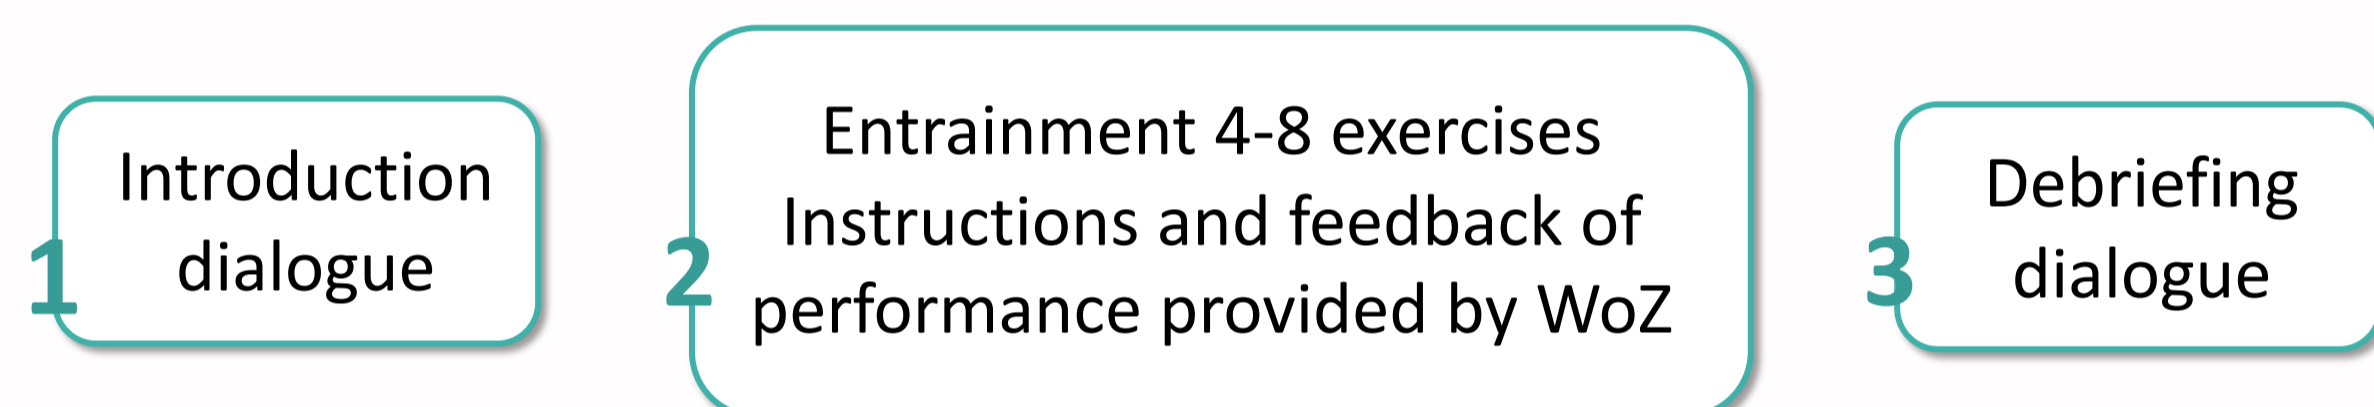 1
Introduction
dialogue
2
Entrainment 4-8 exercises
Instructions and feedback of
performance provided by WoZ
3
Debriefing
dialogue